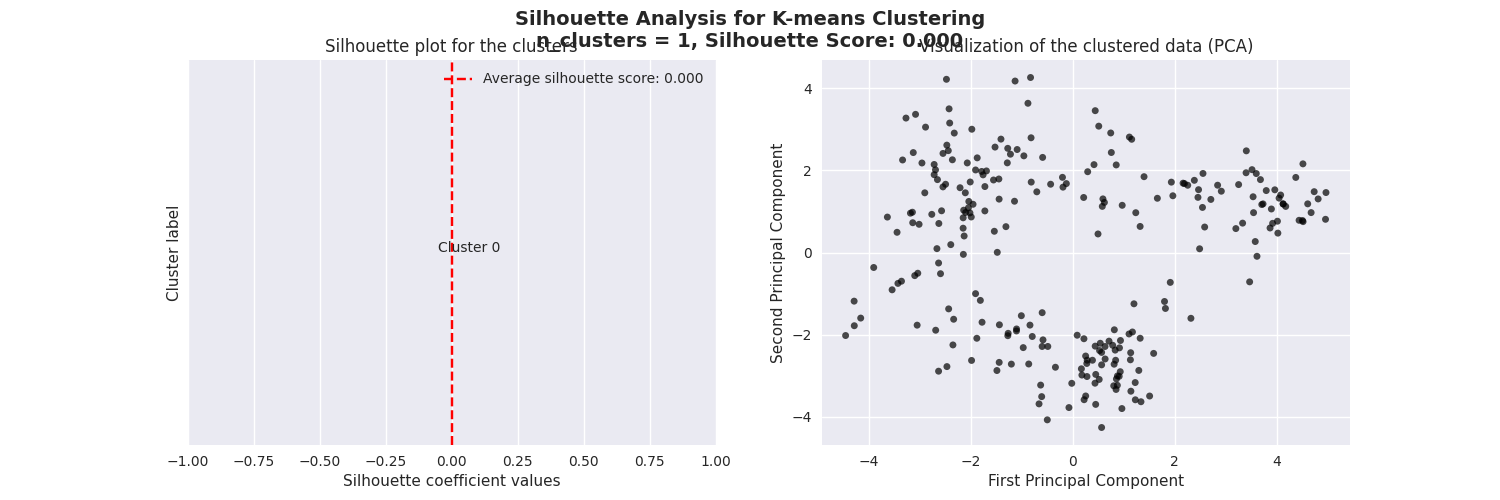 Silhouette Analysis for K-means Clustering
n_clusters = 1, Silhouette Score: 0.000
Silhouette plot for the clusters
Average silhouette score: 0.000
Cluster 0
Cluster label
−1.00 −0.75 −0.50 −0.25 0.00 0.25 0.50 0.75 1.00
Silhouette coefficient values
Visualization of the clustered data (PCA)
4
2
0
−2
−4
Second Principal Component
−4 −2 0 2 4
First Principal Component